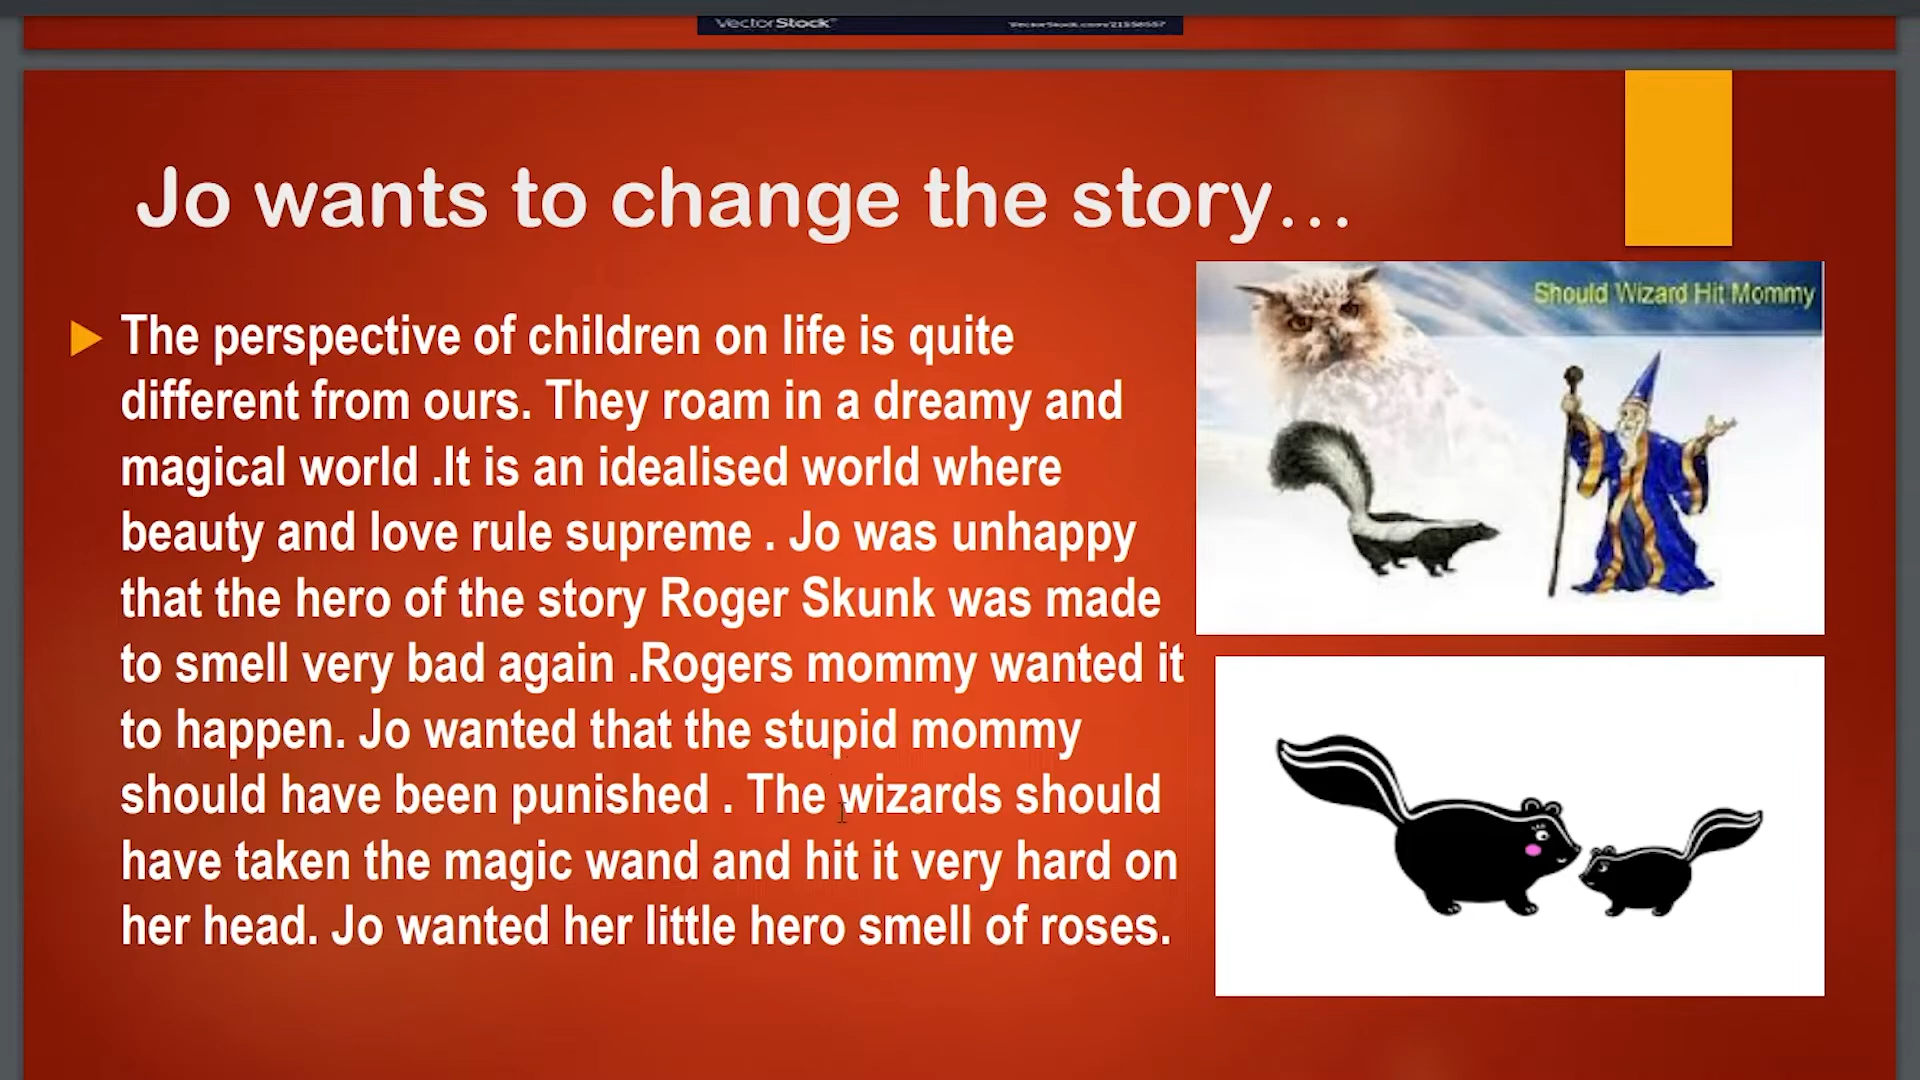 VectorStock®
VectorStock.com/21558557
Jo wants to change the story...
The perspective of children on life is quite
different from ours. They roam in a dreamy and
magical world .It is an idealised world where
beauty and love rule supreme . Jo was unhappy
that the hero of the story Roger Skunk was made
to smell very bad again .Rogers mommy wanted it
to happen. Jo wanted that the stupid mommy
should have been punished . The wizards should
have taken the magic wand and hit it very hard on
her head. Jo wanted her little hero smell of roses.
Should Wizard Hit Mommy